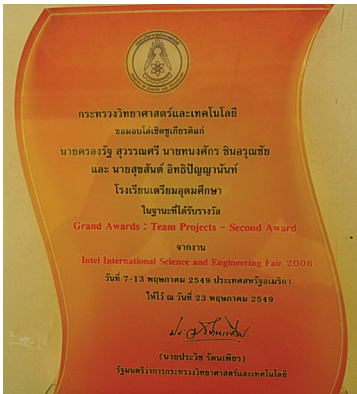 กระทรวงวิทยาศาสตร์และเทคโนโลยี
ขอมอบโล่เชิดชูเกียรติแก่
นายครองรัฐ สุวรรณศรี นายทนงศักร ชินอรุณชัย
และ นายสุขสันต์ อิทธิปัญญานันท์
โรงเรียนเตรียมอุดมศึกษา
ในฐานะที่ได้รับรางวัล
Grand Awards : Team Projects - Second Award
จากงาน
Intel International Science and Engineering Fair 2006
วันที่ 7-13 พฤษภาคม 2549 ประเทศสหรัฐอเมริกา
ให้ไว้ ณ วันที่ 23 พฤษภาคม 2549
(นายประวิช รัตนเพียร)
รัฐมนตรีว่าการกระทรวงวิทยาศาสตร์และเทคโนโลยี